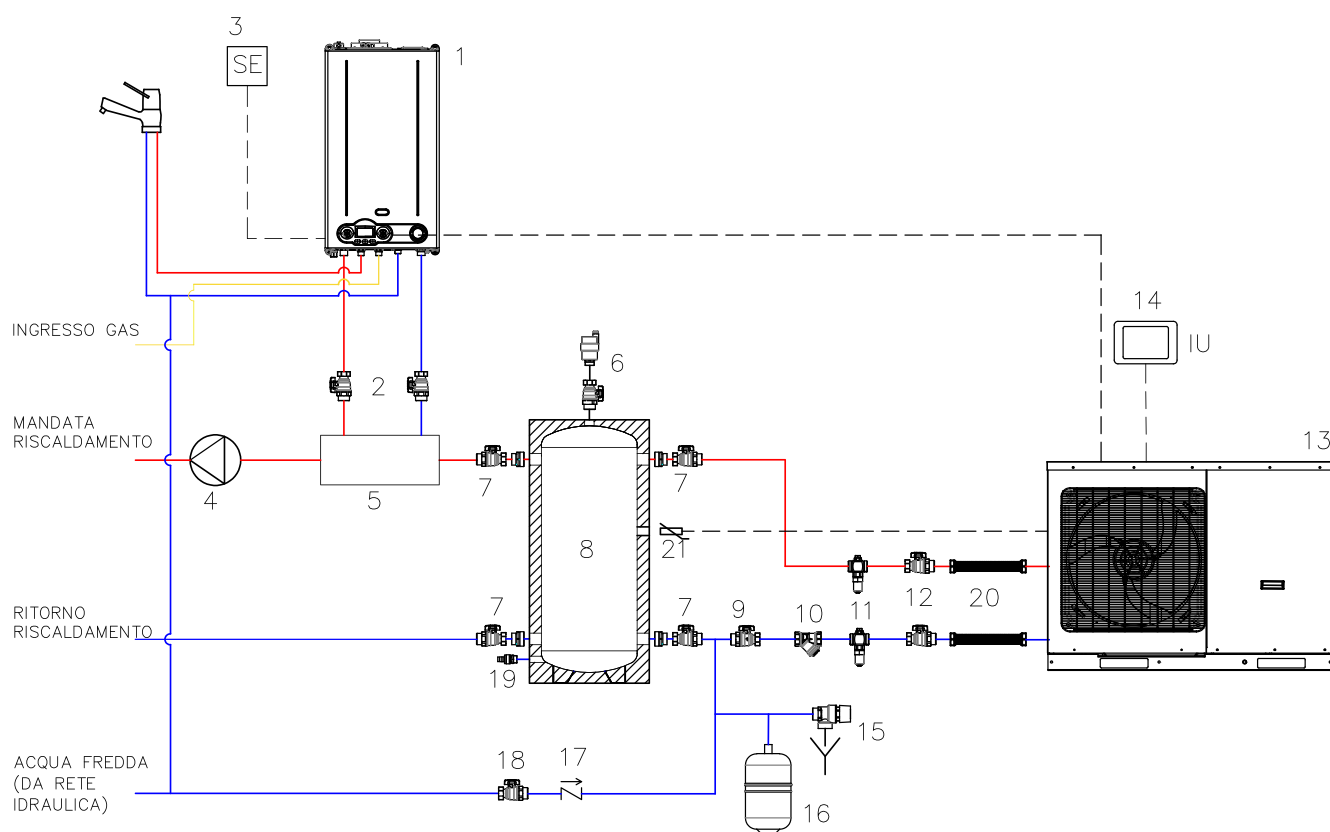 3
SE
1
INGRESSO GAS
14
IU
6
2
MANDATA
RISCALDAMENTO
13
4
5
7
7
8
21
11
12
20
RITORNO
RISCALDAMENTO
7
7
9
10
19
15
ACQUA FREDDA
(DA RETE
IDRAULICA)
18
17
16